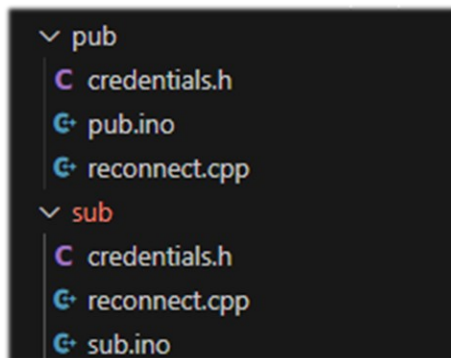 pub
credentials.h
pub.ino
reconnect.cpp
sub
credentials.h
reconnect.cpp
sub.ino